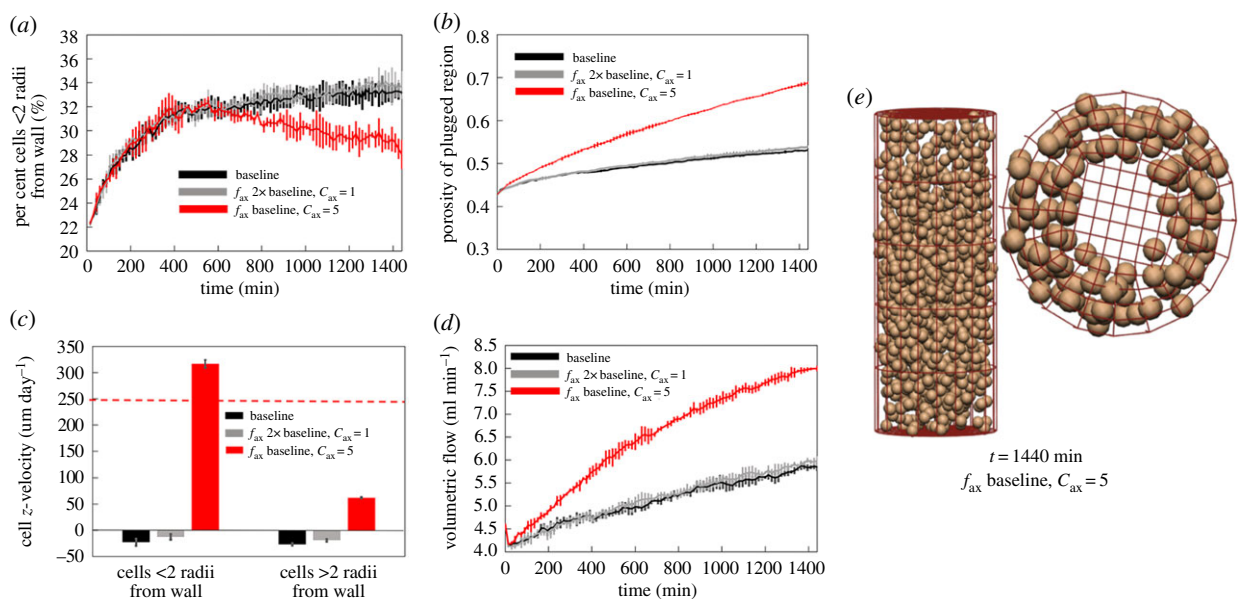 (a)
per cent cells <2 radii
from wall (%)
38
36
34
32
30
28
26
24
22
20
baseline
fax 2× baseline, Cax = 1
fax baseline, Cax = 5
0 200 400 600 800 1000 1200 1400
time (min)
(b)
porosity of plugged region
0.8
0.7
0.6
0.5
0.4
0.3
baseline
fax 2× baseline, Cax = 1
fax baseline, Cax = 5
0 200 400 600 800 1000 1200 1400
time (min)
(c)
cell z-velocity (um day−1)
350
300
250
200
150
100
50
0
−50
baseline
fax 2× baseline, Cax = 1
fax baseline, Cax = 5
cells <2 radii
from wall
cells >2 radii
from wall
(d)
volumetric flow (ml min−1)
8.5
8.0
7.5
7.0
6.5
6.0
5.5
5.0
4.5
4.0
baseline
fax 2× baseline, Cax = 1
fax baseline, Cax = 5
0 200 400 600 800 1000 1200 1400
time (min)
(e)
t = 1440 min
fax baseline, Cax = 5